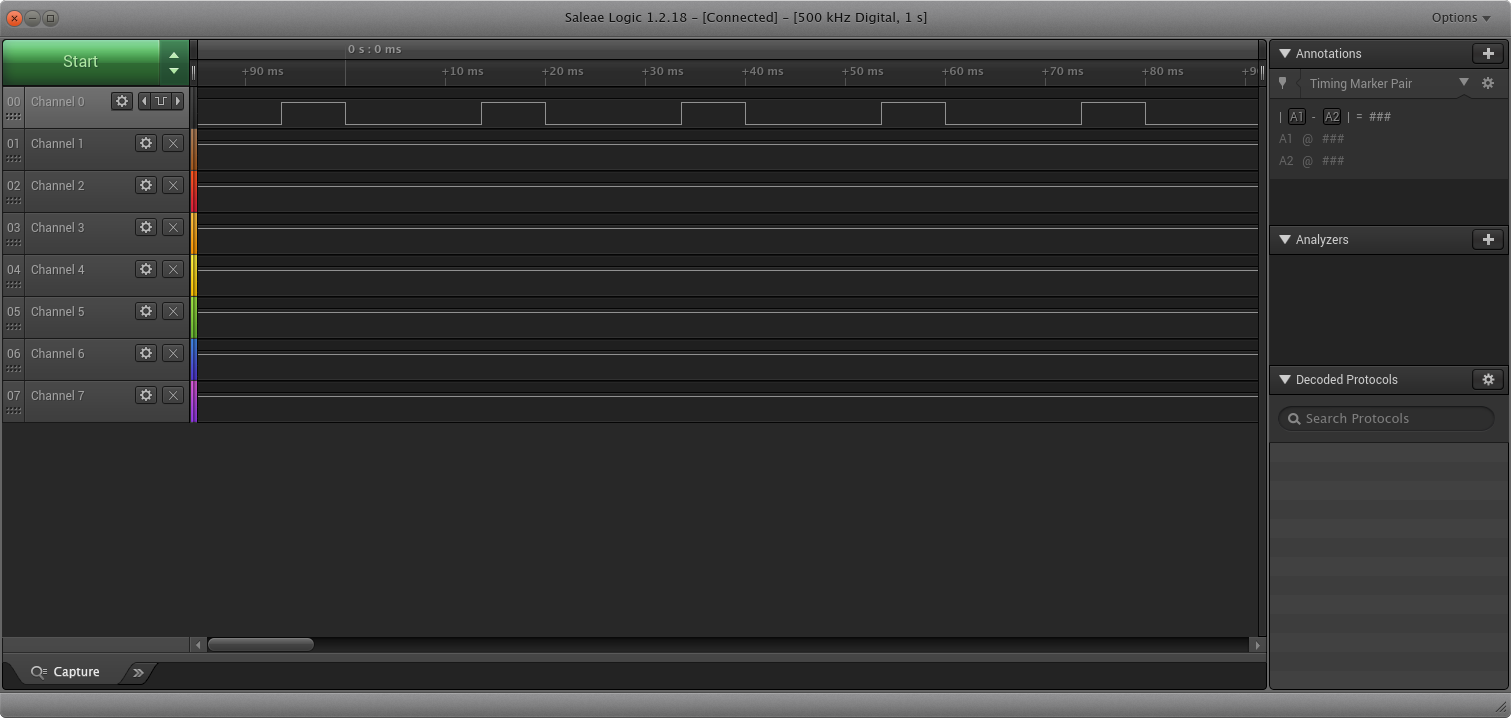 Saleae Logic 1.2.18 – [Connected] – [500 kHz Digital, 1 s]
Options
Start
0 s : 0 ms
+90 ms +10 ms +20 ms +30 ms +40 ms +50 ms +60 ms +70 ms +80 ms +9
00 Channel 0
01 Channel 1
02 Channel 2
03 Channel 3
04 Channel 4
05 Channel 5
06 Channel 6
07 Channel 7
Annotations
Timing Marker Pair
| A1 - A2 | = ###
A1 @ ###
A2 @ ###
Analyzers
Decoded Protocols
Search Protocols
Capture